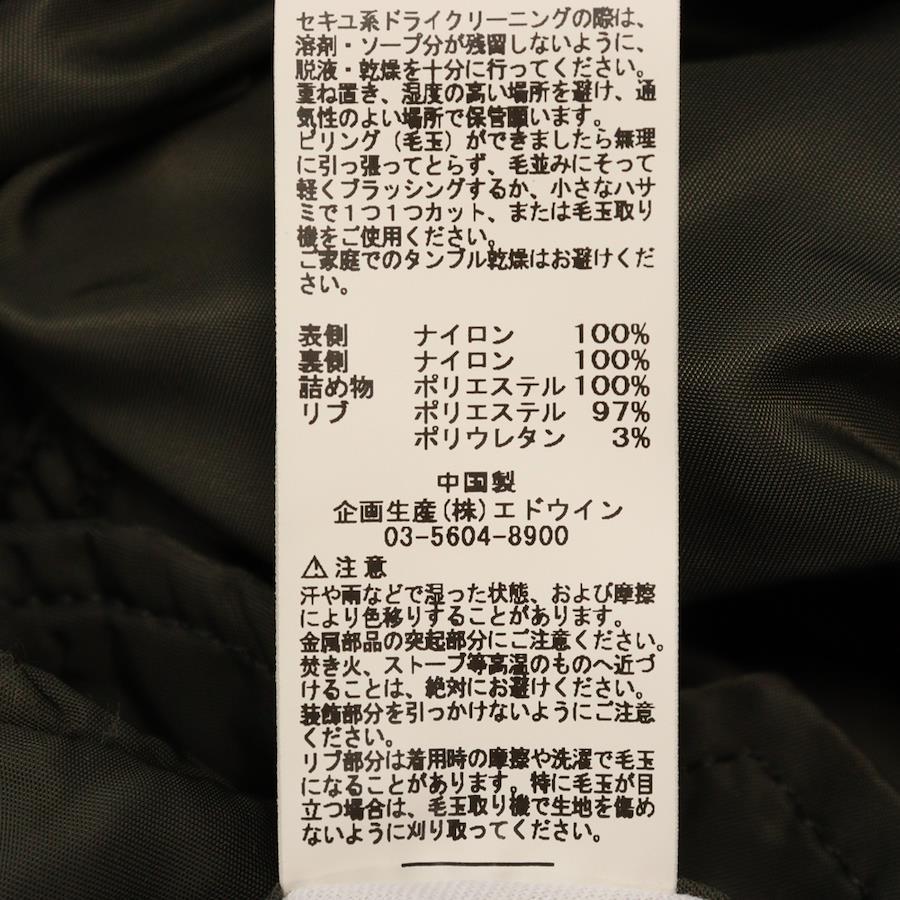 セキユ系ドライクリーニングの際は、
溶剤・ソープ分が残留しないように、
脱液・乾燥を十分に行ってください。
重ね置き、湿度の高い場所を避け、通
気性のよい場所で保管願います。
ピリング（毛玉）ができましたら無理
に引っ張ってとらず、毛並みにそって
軽くブラッシングするか、小さなハサ
ミで１つ１つカット、または毛玉取り
機をご使用ください。
ご家庭でのタンブル乾燥はお避けくだ
さい。
表側 ナイロン 100%
裏側 ナイロン 100%
詰め物 ポリエステル 100%
リブ ポリエステル 97%
ポリウレタン 3%
中国製
企画生産(株)エドウイン
03-5604-8900
⚠注意
汗や雨などで湿った状態、および摩擦
により色移りすることがあります。
金属部品の突起部分にご注意ください。
焚き火、ストーブ等高温のものへ近づ
けることは、絶対にお避けください。
装飾部分を引っかけないようにご注意
ください。
リブ部分は着用時の摩擦や洗濯で毛玉
になることがあります。特に毛玉が目
立つ場合は、毛玉取り機で生地を傷め
ないように刈り取ってください。